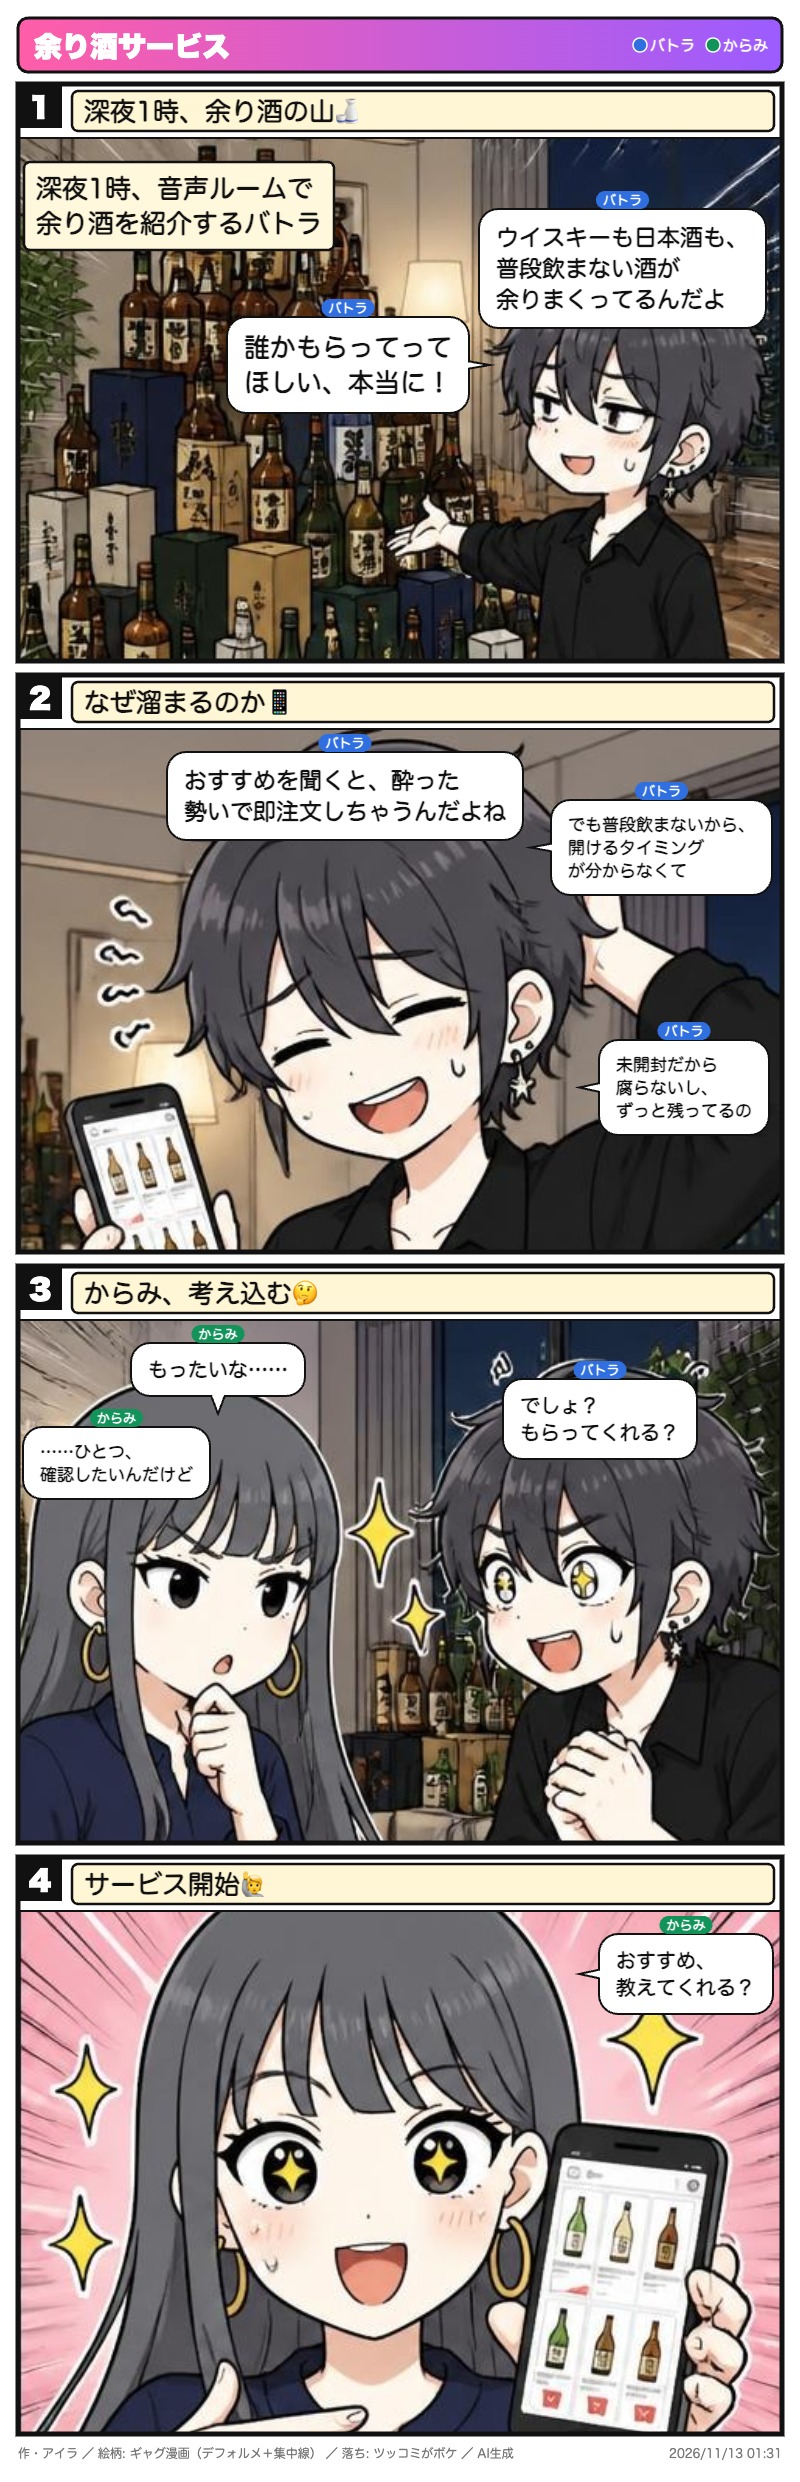 余り酒サービス
バトラ からみ
1 深夜1時、余り酒の山🍶
深夜1時、音声ルームで
余り酒を紹介するバトラ
バトラ
ウイスキーも日本酒も、
普段飲まない酒が
余りまくってるんだよ
バトラ
誰かもらってって
ほしい、本当に！
2 なぜ溜まるのか📱
バトラ
おすすめを聞くと、酔った
勢いで即注文しちゃうんだよね
バトラ
でも普段飲まないから、
開けるタイミング
が分からなくて
バトラ
未開封だから
腐らないし、
ずっと残ってるの
3 からみ、考え込む🤔
からみ
もったいな……
からみ
……ひとつ、
確認したいんだけど
バトラ
でしょ？
もらってくれる？
4 サービス開始🙋
からみ
おすすめ、
教えてくれる？
作・アイラ ／ 絵柄: ギャグ漫画（デフォルメ＋集中線） ／ 落ち: ツッコミがボケ ／ AI生成
2026/11/13 01:31